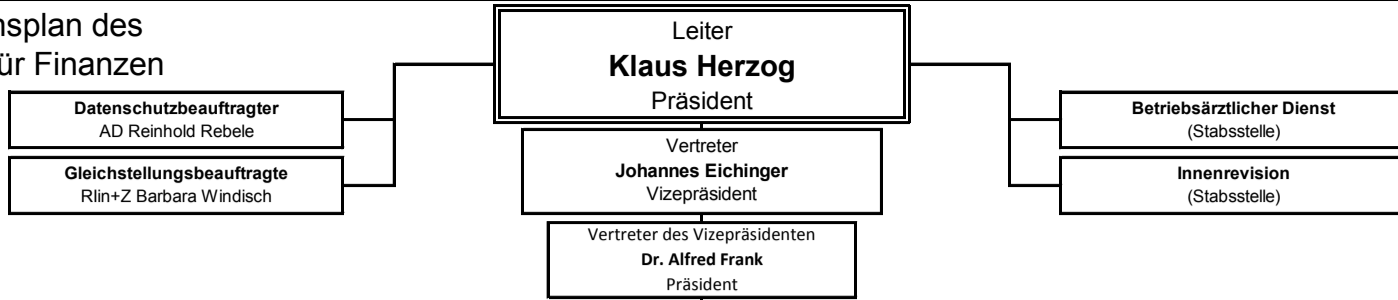 nsplan des
ür Finanzen
Leiter
Klaus Herzog
Präsident
Datenschutzbeauftragter
AD Reinhold Rebele
Gleichstellungsbeauftragte
RIin+Z Barbara Windisch
Betriebsärztlicher Dienst
(Stabsstelle)
Innenrevision
(Stabsstelle)
Vertreter
Johannes Eichinger
Vizepräsident
Vertreter des Vizepräsidenten
Dr. Alfred Frank
Präsident